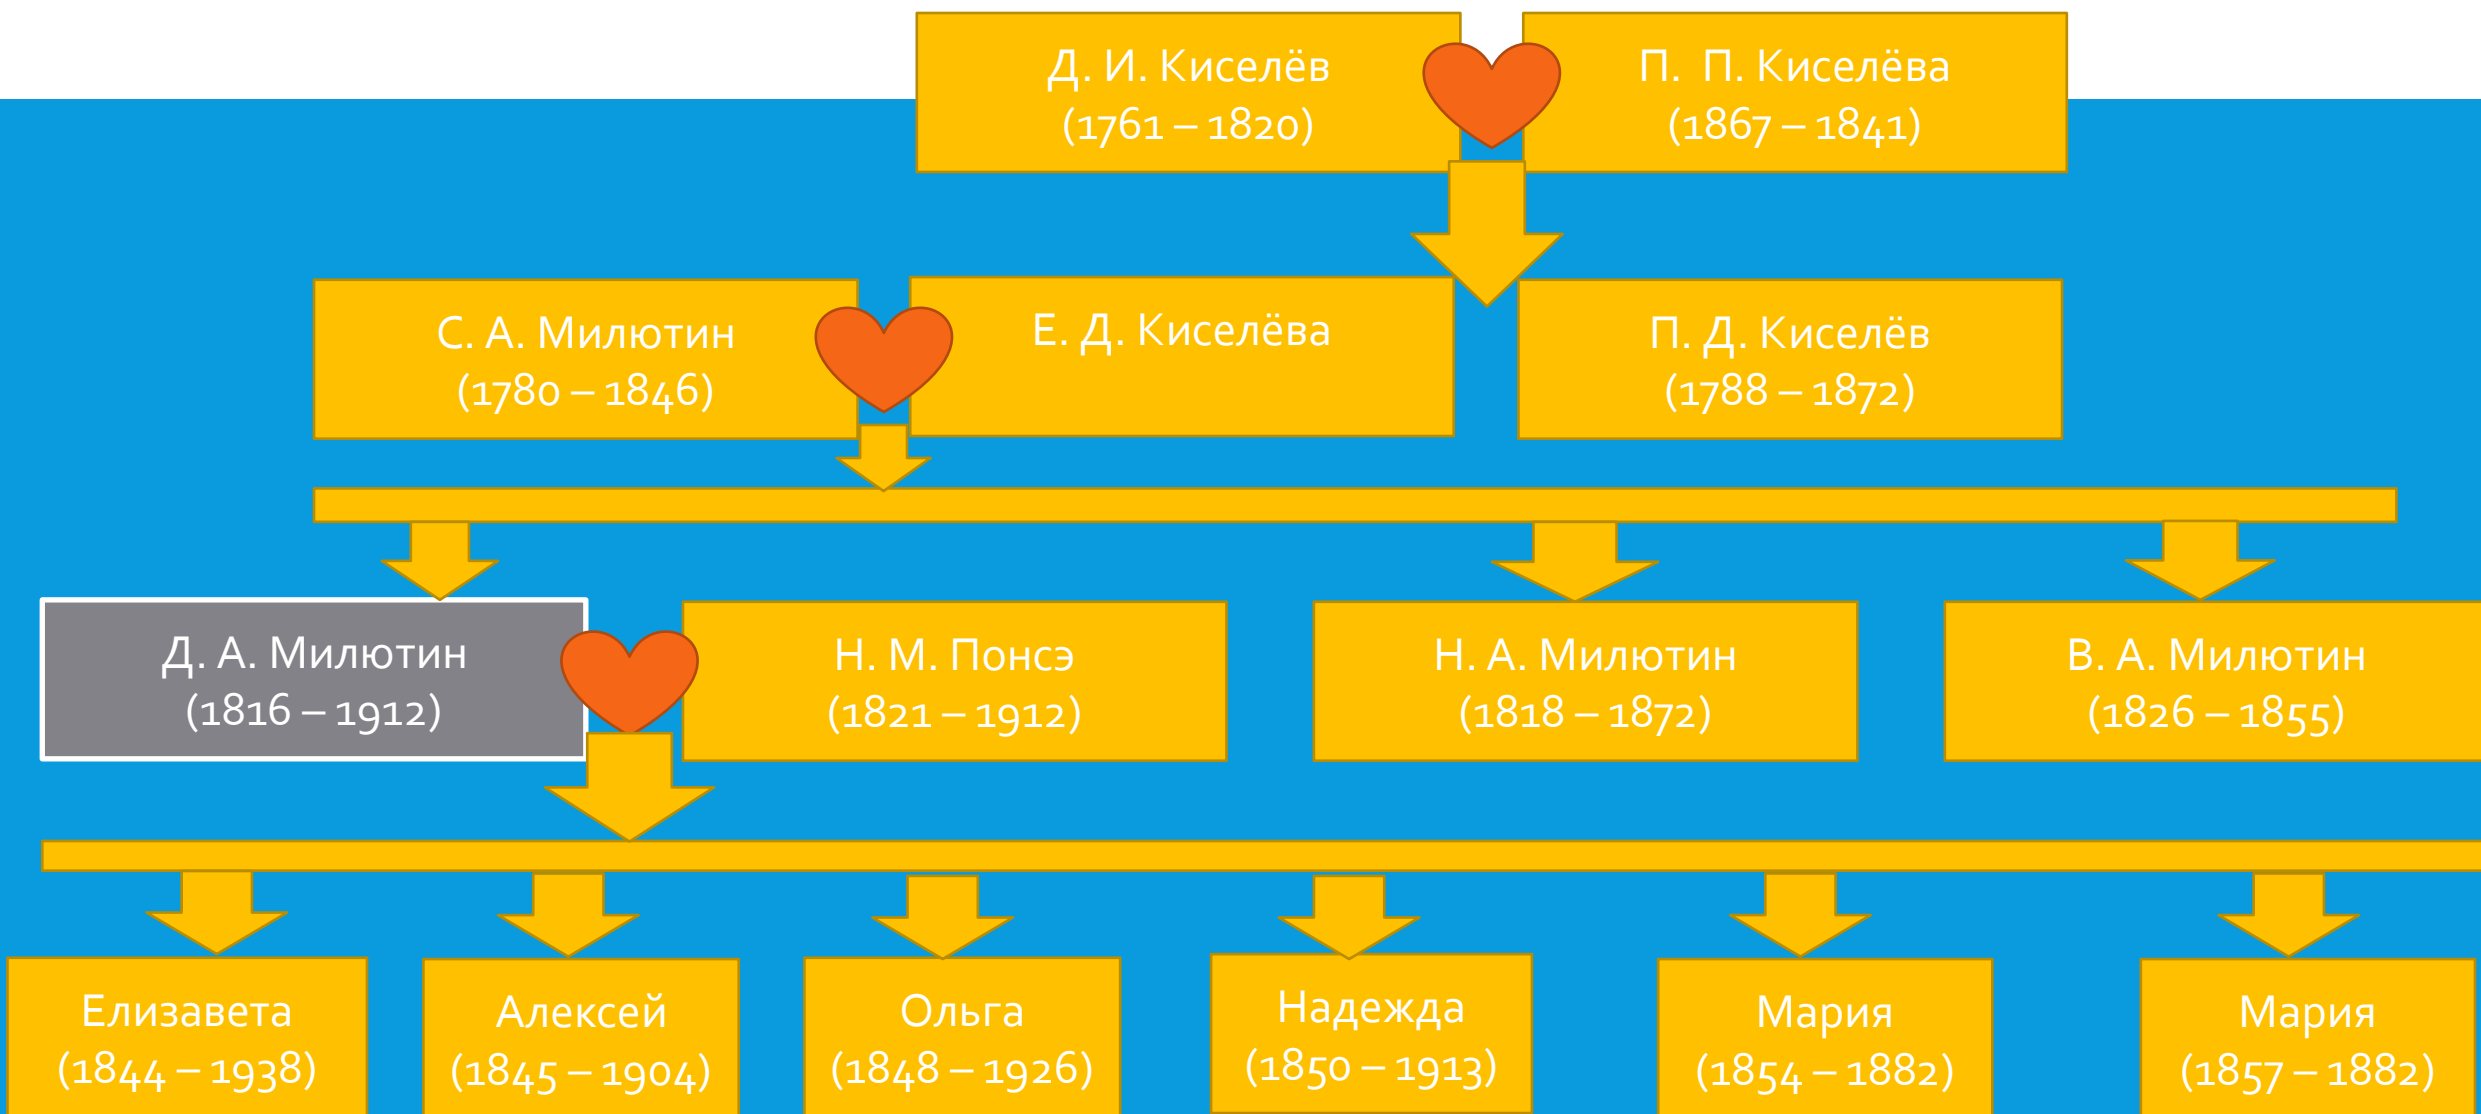 Д. И. Киселёв
(1761 – 1820)
П. П. Киселёва
(1867 – 1841)
С. А. Милютин
(1780 – 1846)
Е. Д. Киселёва
П. Д. Киселёв
(1788 – 1872)
Д. А. Милютин
(1816 – 1912)
Н. М. Понсэ
(1821 – 1912)
Н. А. Милютин
(1818 – 1872)
В. А. Милютин
(1826 – 1855)
Елизавета
(1844 – 1938)
Алексей
(1845 – 1904)
Ольга
(1848 – 1926)
Надежда
(1850 – 1913)
Мария
(1854 – 1882)
Мария
(1857 – 1882)